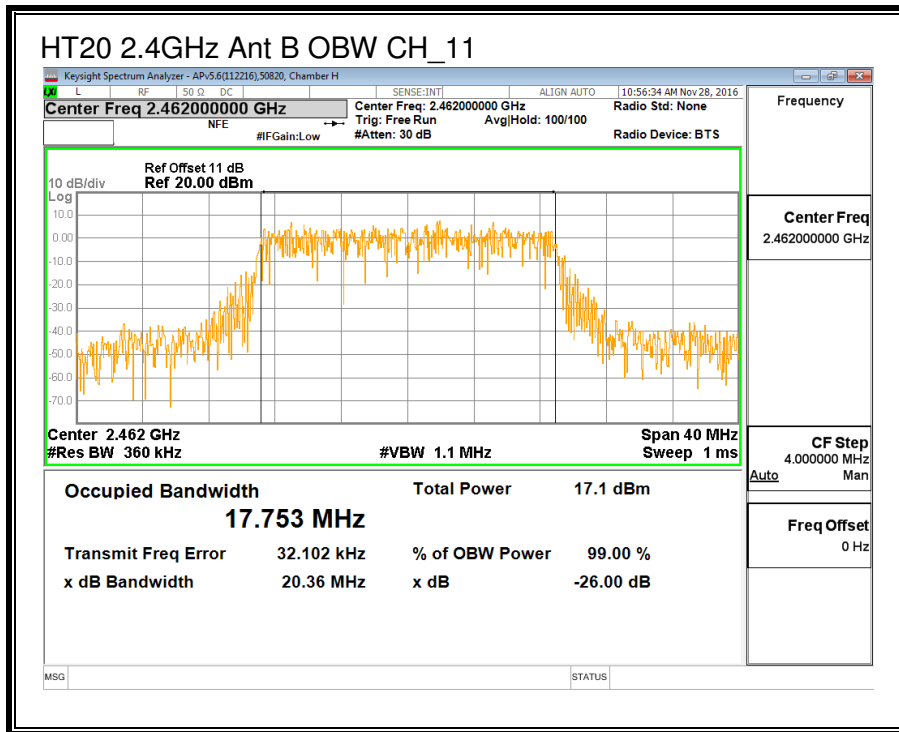 HT20 2.4GHz Ant B OBW CH_11
Keysight Spectrum Analyzer - APv5.6(112216),50820, Chamber H
LXI L RF 50 Ω DC SENSE:INT ALIGN AUTO 10:56:34 AM Nov 28, 2016
Center Freq 2.462000000 GHz Center Freq: 2.462000000 GHz Radio Std: None Frequency
NFE Trig: Free Run Avg|Hold: 100/100
#IFGain:Low #Atten: 30 dB Radio Device: BTS
Ref Offset 11 dB
10 dB/div Ref 20.00 dBm
Log
10.0
0.00
-10.0
-20.0
-30.0
-40.0
-50.0
-60.0
-70.0
Center Freq
2.462000000 GHz
Center 2.462 GHz Span 40 MHz
#Res BW 360 kHz #VBW 1.1 MHz Sweep 1 ms
CF Step
4.000000 MHz
Auto Man
Occupied Bandwidth Total Power 17.1 dBm
17.753 MHz
Transmit Freq Error 32.102 kHz % of OBW Power 99.00 %
x dB Bandwidth 20.36 MHz x dB -26.00 dB
Freq Offset
0 Hz
MSG STATUS